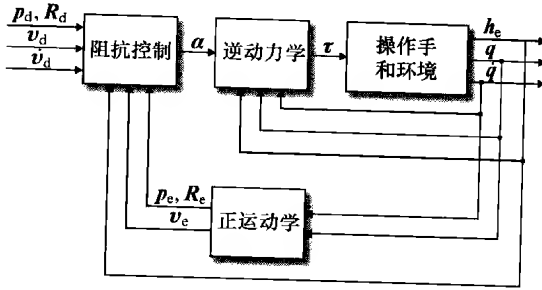 p_d, R_d
v_d
v̇_d
阻抗控制
α
逆动力学
τ
操作手
和环境
h_e
q
q̇
p_e, R_e
v_e
正运动学